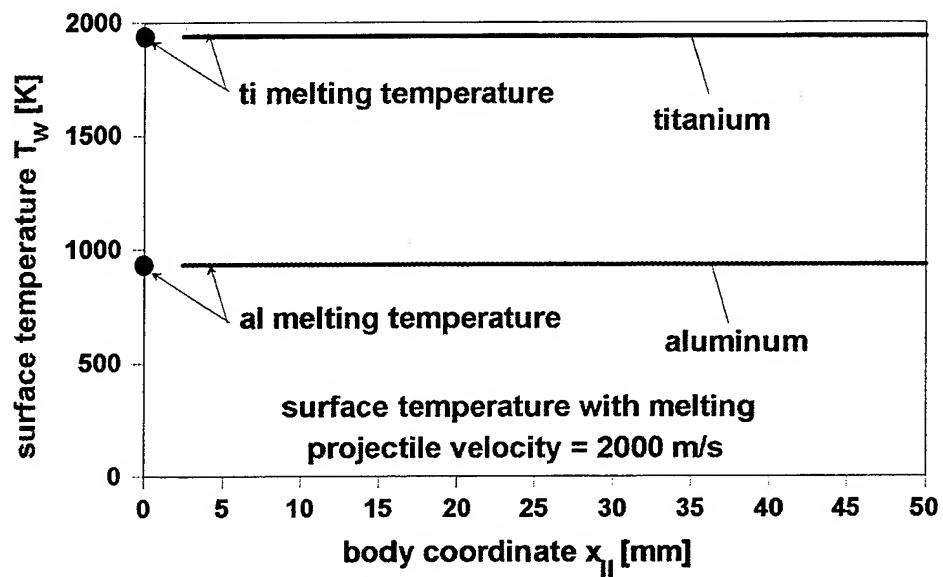 2000
1500
1000
500
0
surface temperature T_w [K]
ti melting temperature
titanium
al melting temperature
aluminum
surface temperature with melting
projectile velocity = 2000 m/s
0 5 10 15 20 25 30 35 40 45 50
body coordinate x_|| [mm]